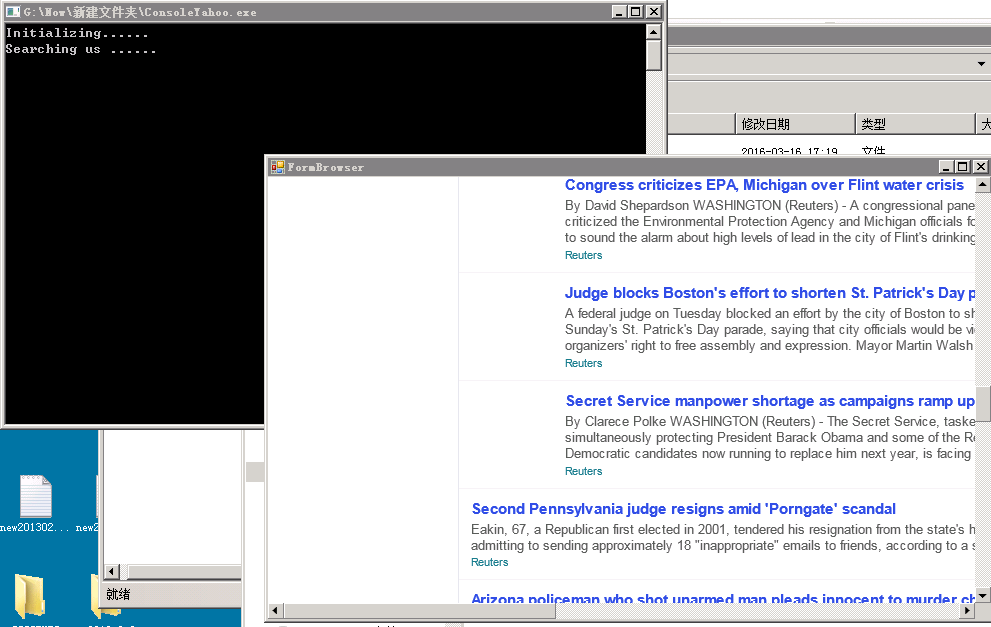 G:\Now\新建文件夹\ConsoleYahoo.exe
Initializing......
Searching us ......
修改日期 类型 大
2016-03-16 17:19 文件
FormBrowser
Congress criticizes EPA, Michigan over Flint water crisis
By David Shepardson WASHINGTON (Reuters) - A congressional pane
criticized the Environmental Protection Agency and Michigan officials fo
to sound the alarm about high levels of lead in the city of Flint's drinking
Reuters
Judge blocks Boston's effort to shorten St. Patrick's Day p
A federal judge on Tuesday blocked an effort by the city of Boston to sh
Sunday's St. Patrick's Day parade, saying that city officials would be vi
organizers' right to free assembly and expression. Mayor Martin Walsh
Reuters
Secret Service manpower shortage as campaigns ramp up
By Clarece Polke WASHINGTON (Reuters) - The Secret Service, taske
simultaneously protecting President Barack Obama and some of the Re
Democratic candidates now running to replace him next year, is facing
Reuters
Second Pennsylvania judge resigns amid 'Porngate' scandal
Eakin, 67, a Republican first elected in 2001, tendered his resignation from the state's h
admitting to sending approximately 18 "inappropriate" emails to friends, according to a s
Reuters
Arizona policeman who shot unarmed man pleads innocent to murder ch
new201302... new2
就绪